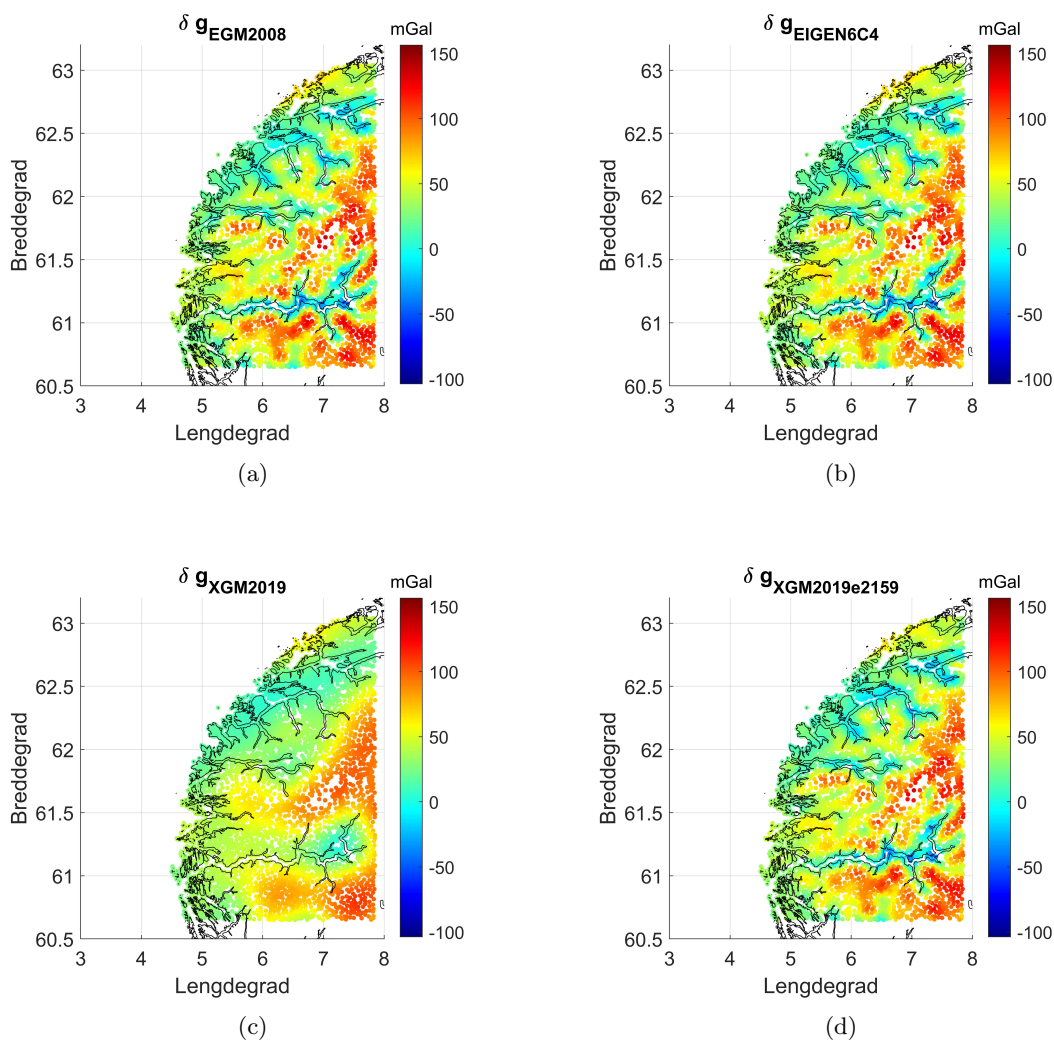 δ g_EGM2008
mGal
150
100
50
0
-50
-100
63
62.5
62
61.5
61
60.5
3 4 5 6 7 8
Breddegrad
Lengdegrad
(a)
δ g_EIGEN6C4
mGal
150
100
50
0
-50
-100
63
62.5
62
61.5
61
60.5
3 4 5 6 7 8
Breddegrad
Lengdegrad
(b)
δ g_XGM2019
mGal
150
100
50
0
-50
-100
63
62.5
62
61.5
61
60.5
3 4 5 6 7 8
Breddegrad
Lengdegrad
(c)
δ g_XGM2019e2159
mGal
150
100
50
0
-50
-100
63
62.5
62
61.5
61
60.5
3 4 5 6 7 8
Breddegrad
Lengdegrad
(d)